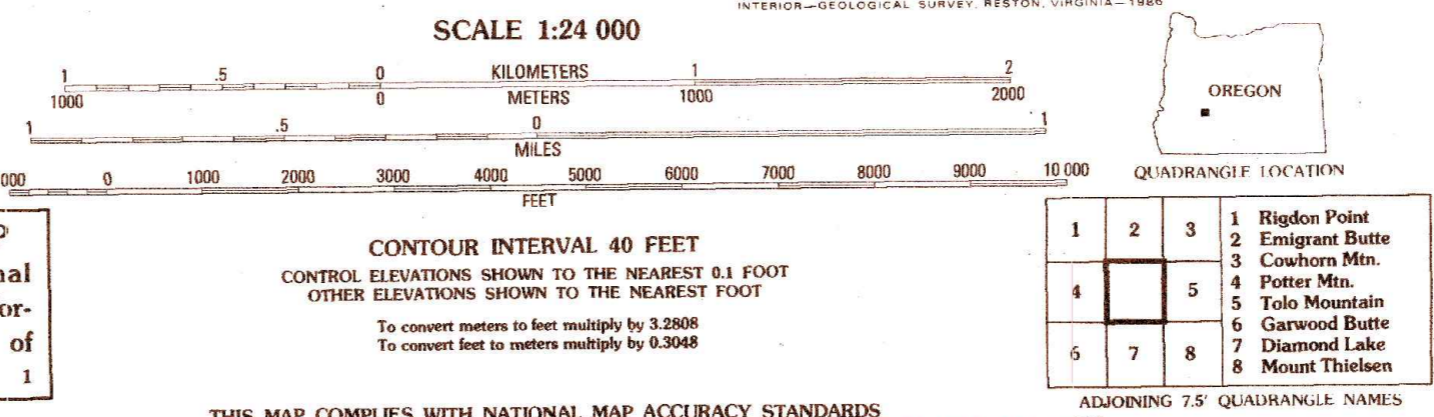 INTERIOR—GEOLOGICAL SURVEY, RESTON, VIRGINIA—1986
SCALE 1:24 000
1 .5 0 KILOMETERS 1 2
1000 0 METERS 1000 2000
1 .5 0 1
MILES
000 0 1000 2000 3000 4000 5000 6000 7000 8000 9000 10 000
FEET
OREGON
QUADRANGLE LOCATION
nal
or-
of
1
CONTOUR INTERVAL 40 FEET
CONTROL ELEVATIONS SHOWN TO THE NEAREST 0.1 FOOT
OTHER ELEVATIONS SHOWN TO THE NEAREST FOOT
To convert meters to feet multiply by 3.2808
To convert feet to meters multiply by 0.3048
1 2 3
4 5
6 7 8
1 Rigdon Point
2 Emigrant Butte
3 Cowhorn Mtn.
4 Potter Mtn.
5 Tolo Mountain
6 Garwood Butte
7 Diamond Lake
8 Mount Thielsen
ADJOINING 7.5' QUADRANGLE NAMES
THIS MAP COMPLIES WITH NATIONAL MAP ACCURACY STANDARDS